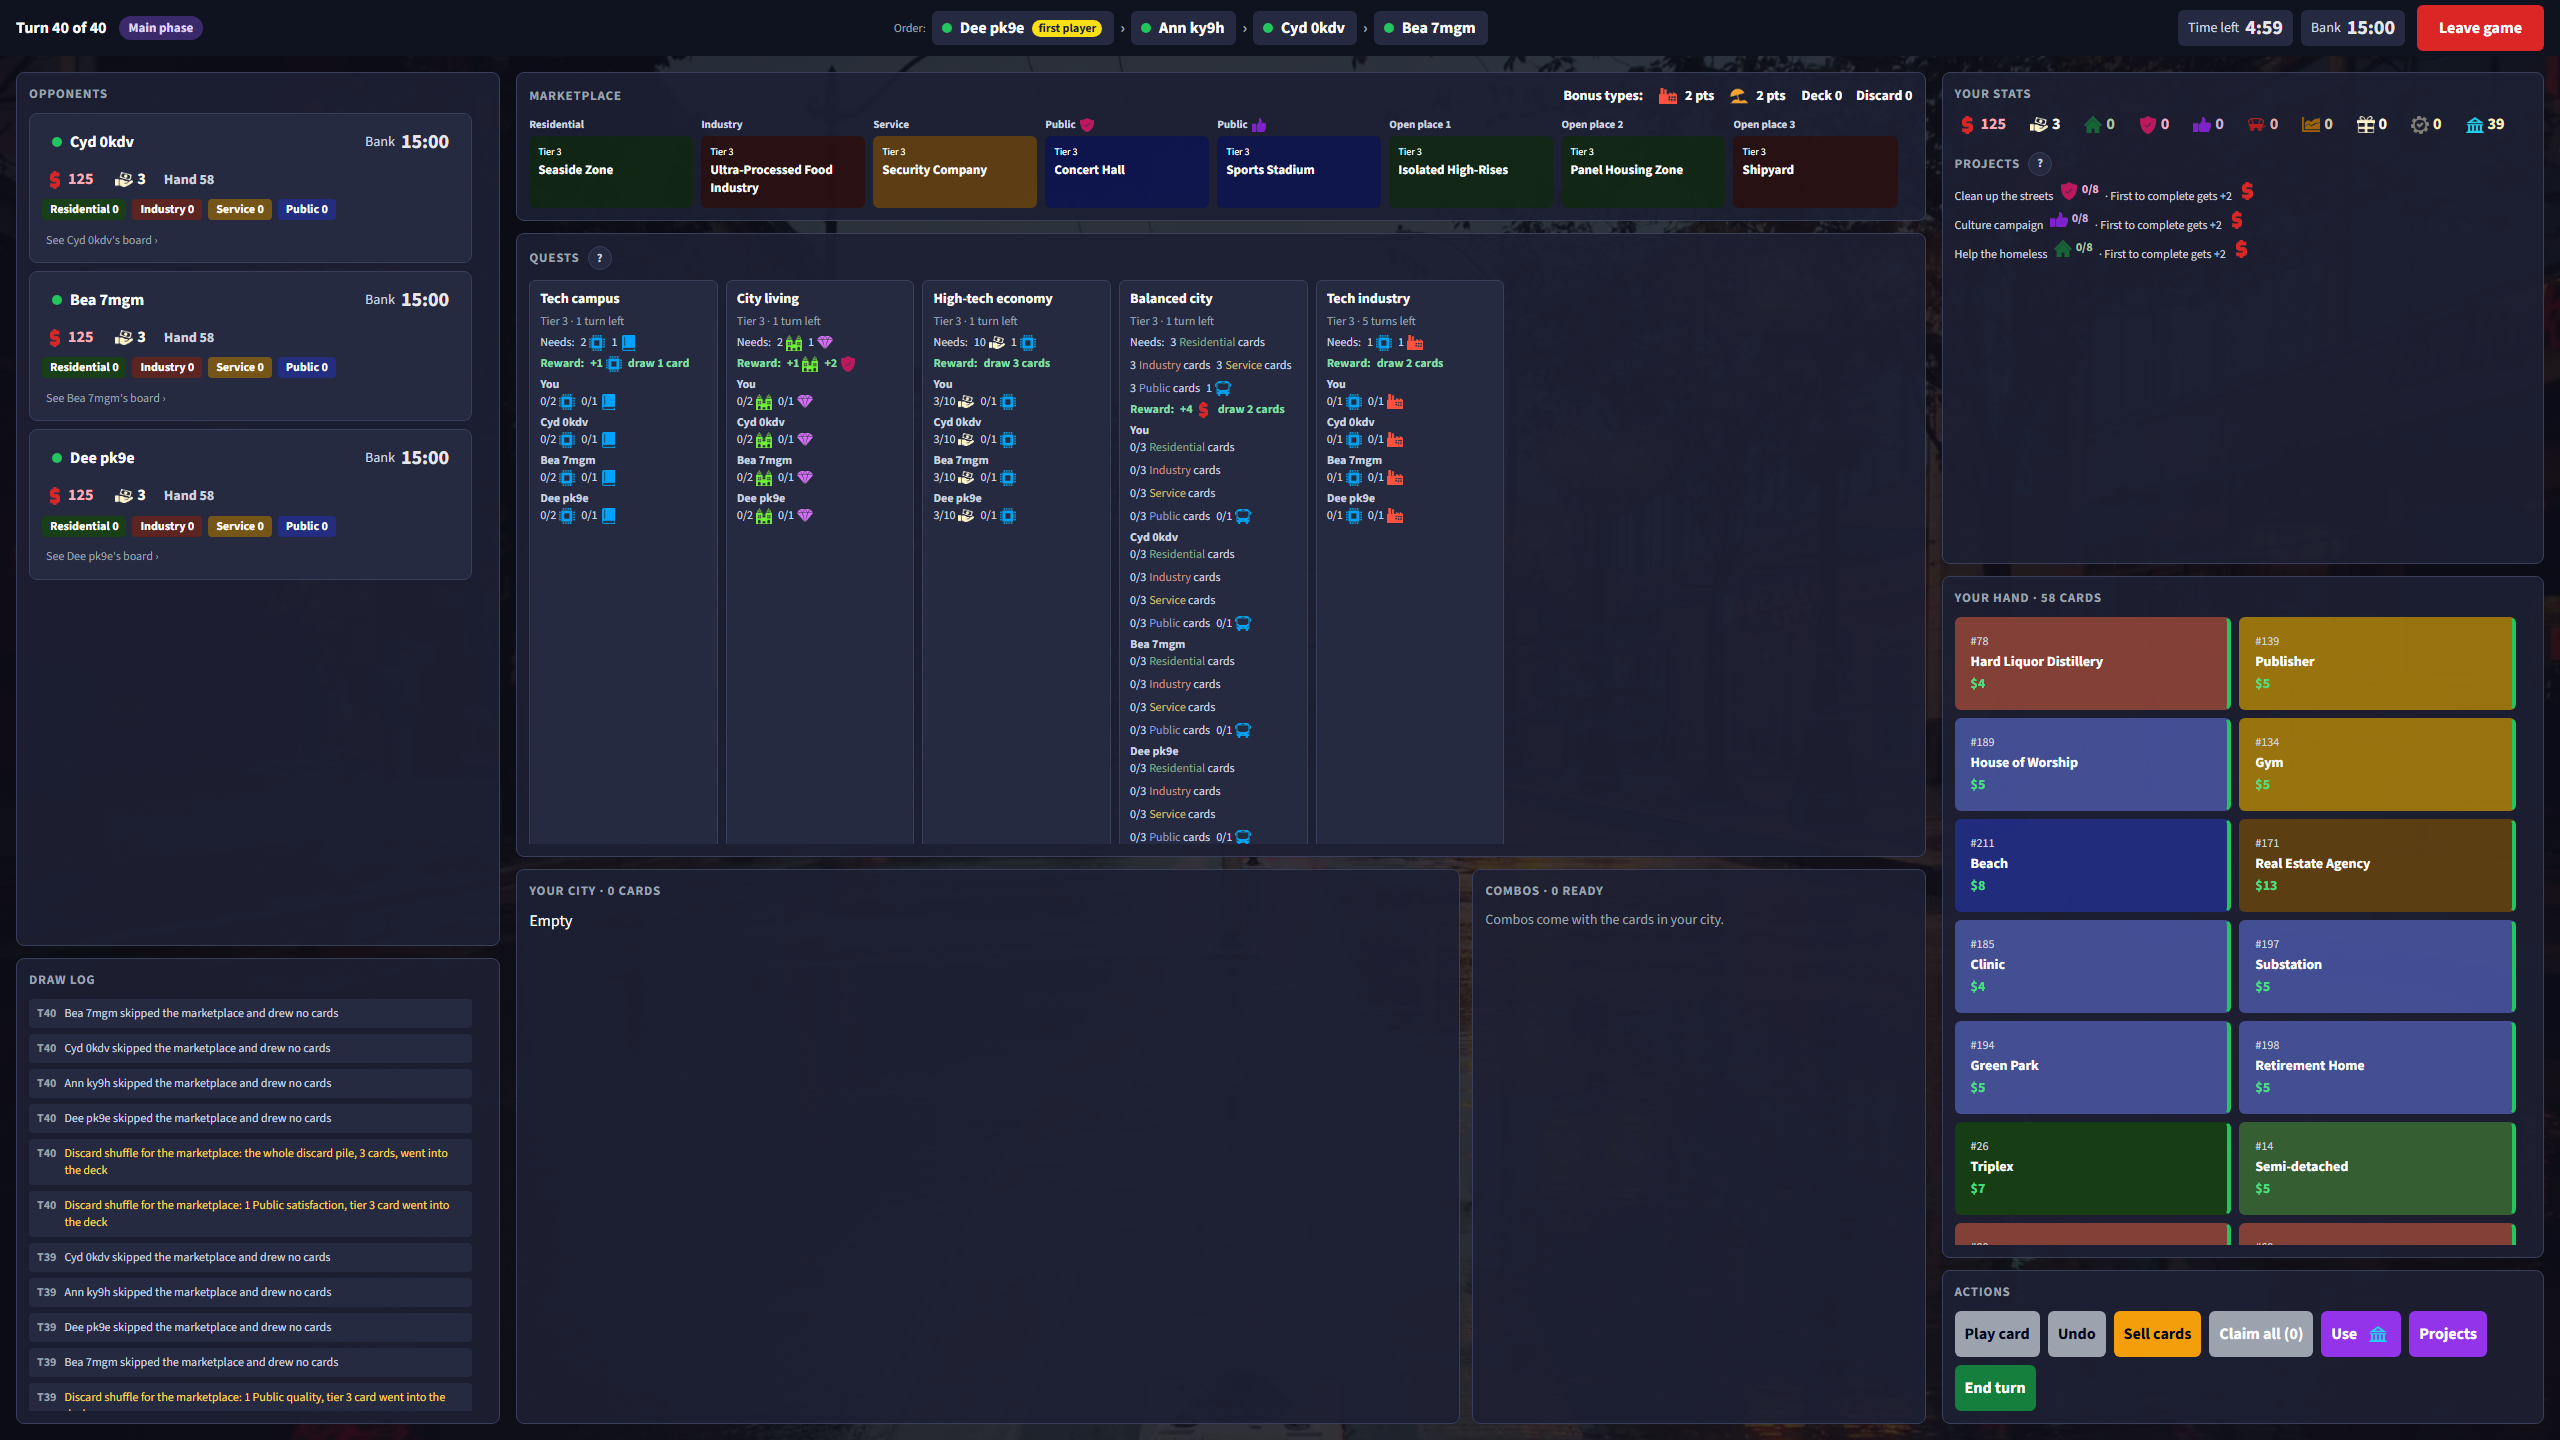 Turn 40 of 40 Main phase
Order: Dee pk9e first player › Ann ky9h › Cyd 0kdv › Bea 7mgm
Time left 4:59 Bank 15:00 Leave game
OPPONENTS
Cyd 0kdv Bank 15:00
125 3 Hand 58
Residential 0 Industry 0 Service 0 Public 0
See Cyd 0kdv's board ›
Bea 7mgm Bank 15:00
125 3 Hand 58
Residential 0 Industry 0 Service 0 Public 0
See Bea 7mgm's board ›
Dee pk9e Bank 15:00
125 3 Hand 58
Residential 0 Industry 0 Service 0 Public 0
See Dee pk9e's board ›
DRAW LOG
T40 Bea 7mgm skipped the marketplace and drew no cards
T40 Cyd 0kdv skipped the marketplace and drew no cards
T40 Ann ky9h skipped the marketplace and drew no cards
T40 Dee pk9e skipped the marketplace and drew no cards
T40 Discard shuffle for the marketplace: the whole discard pile, 3 cards, went into
the deck
T40 Discard shuffle for the marketplace: 1 Public satisfaction, tier 3 card went into
the deck
T39 Cyd 0kdv skipped the marketplace and drew no cards
T39 Ann ky9h skipped the marketplace and drew no cards
T39 Dee pk9e skipped the marketplace and drew no cards
T39 Bea 7mgm skipped the marketplace and drew no cards
T39 Discard shuffle for the marketplace: 1 Public quality, tier 3 card went into the
MARKETPLACE
Bonus types: 2 pts 2 pts Deck 0 Discard 0
Residential
Tier 3
Seaside Zone
Industry
Tier 3
Ultra-Processed Food
Industry
Service
Tier 3
Security Company
Public
Tier 3
Concert Hall
Public
Tier 3
Sports Stadium
Open place 1
Tier 3
Isolated High-Rises
Open place 2
Tier 3
Panel Housing Zone
Open place 3
Tier 3
Shipyard
QUESTS ?
Tech campus
Tier 3 · 1 turn left
Needs: 2 1
Reward: +1 draw 1 card
You
0/2 0/1
Cyd 0kdv
0/2 0/1
Bea 7mgm
0/2 0/1
Dee pk9e
0/2 0/1
City living
Tier 3 · 1 turn left
Needs: 2 1
Reward: +1 +2
You
0/2 0/1
Cyd 0kdv
0/2 0/1
Bea 7mgm
0/2 0/1
Dee pk9e
0/2 0/1
High-tech economy
Tier 3 · 1 turn left
Needs: 10 1
Reward: draw 3 cards
You
3/10 0/1
Cyd 0kdv
3/10 0/1
Bea 7mgm
3/10 0/1
Dee pk9e
3/10 0/1
Balanced city
Tier 3 · 1 turn left
Needs: 3 Residential cards
3 Industry cards 3 Service cards
3 Public cards 1
Reward: +4 draw 2 cards
You
0/3 Residential cards
0/3 Industry cards
0/3 Service cards
0/3 Public cards 0/1
Cyd 0kdv
0/3 Residential cards
0/3 Industry cards
0/3 Service cards
0/3 Public cards 0/1
Bea 7mgm
0/3 Residential cards
0/3 Industry cards
0/3 Service cards
0/3 Public cards 0/1
Dee pk9e
0/3 Residential cards
0/3 Industry cards
0/3 Service cards
0/3 Public cards 0/1
Tech industry
Tier 3 · 5 turns left
Needs: 1 1
Reward: draw 2 cards
You
0/1 0/1
Cyd 0kdv
0/1 0/1
Bea 7mgm
0/1 0/1
Dee pk9e
0/1 0/1
YOUR CITY · 0 CARDS
Empty
COMBOS · 0 READY
Combos come with the cards in your city.
YOUR STATS
125 3 0 0 0 0 0 0 0 39
PROJECTS ?
Clean up the streets 0/8 · First to complete gets +2
Culture campaign 0/8 · First to complete gets +2
Help the homeless 0/8 · First to complete gets +2
YOUR HAND · 58 CARDS
#78
Hard Liquor Distillery
$4
#139
Publisher
$5
#189
House of Worship
$5
#134
Gym
$5
#211
Beach
$8
#171
Real Estate Agency
$13
#185
Clinic
$4
#197
Substation
$5
#194
Green Park
$5
#198
Retirement Home
$5
#26
Triplex
$7
#14
Semi-detached
$5
ACTIONS
Play card Undo Sell cards Claim all (0) Use Projects
End turn